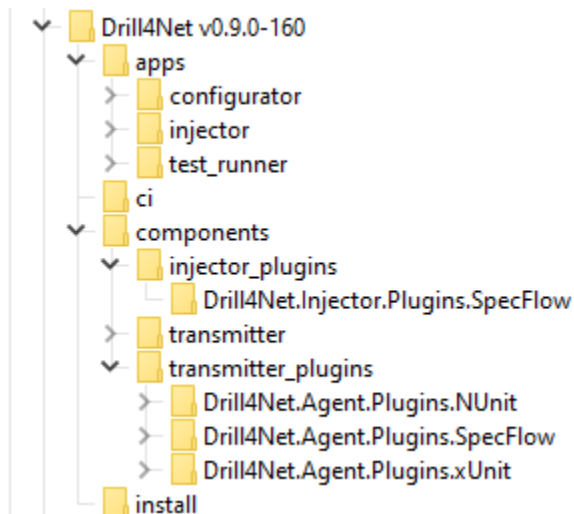 Drill4Net v0.9.0-160
apps
configurator
injector
test_runner
ci
components
injector_plugins
Drill4Net.Injector.Plugins.SpecFlow
transmitter
transmitter_plugins
Drill4Net.Agent.Plugins.NUnit
Drill4Net.Agent.Plugins.SpecFlow
Drill4Net.Agent.Plugins.xUnit
install